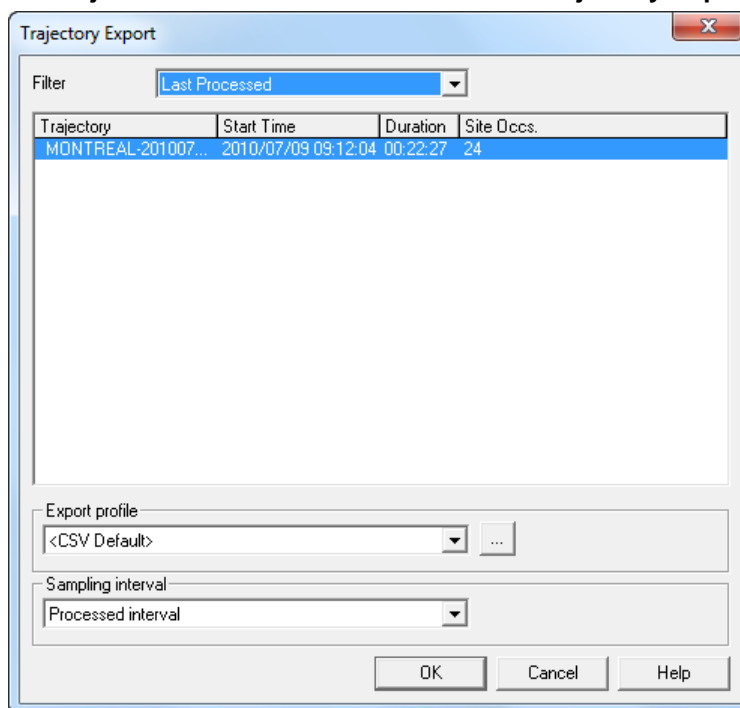 Trajectory Export
Filter Last Processed
Trajectory Start Time Duration Site Occs.
MONTREAL-201007... 2010/07/09 09:12:04 00:22:27 24
Export profile
<CSV Default> ...
Sampling interval
Processed interval
OK Cancel Help